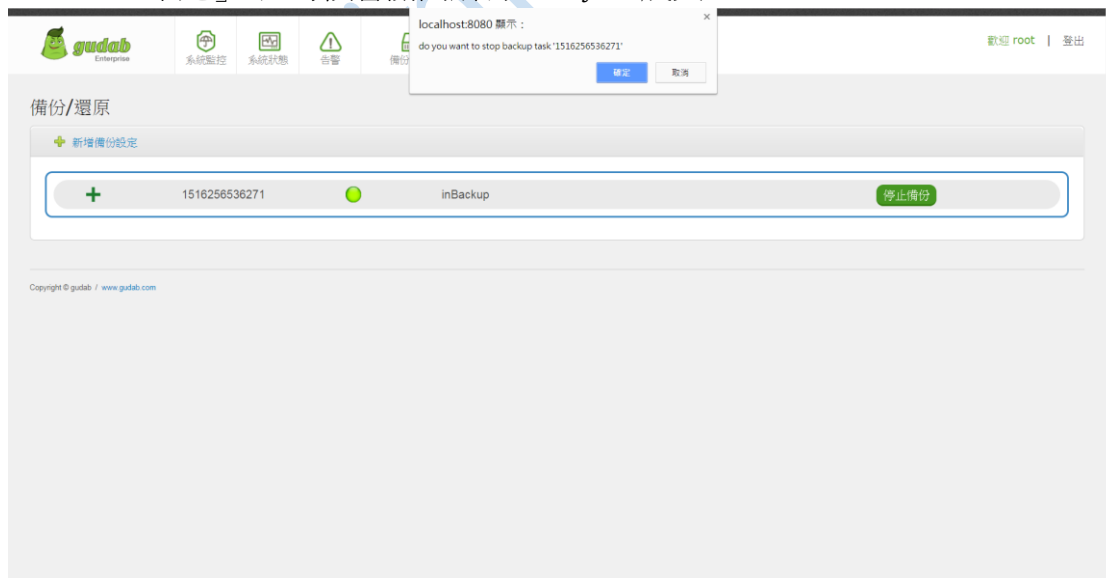 localhost:8080 顯示：
do you want to stop backup task '1516256536271'
確定 取消
gudab
Enterprise
系統監控 系統狀態 告警 備份
歡迎 root | 登出
備份/還原
新增備份設定
1516256536271 inBackup 停止備份
Copyright © gudab / www.gudab.com